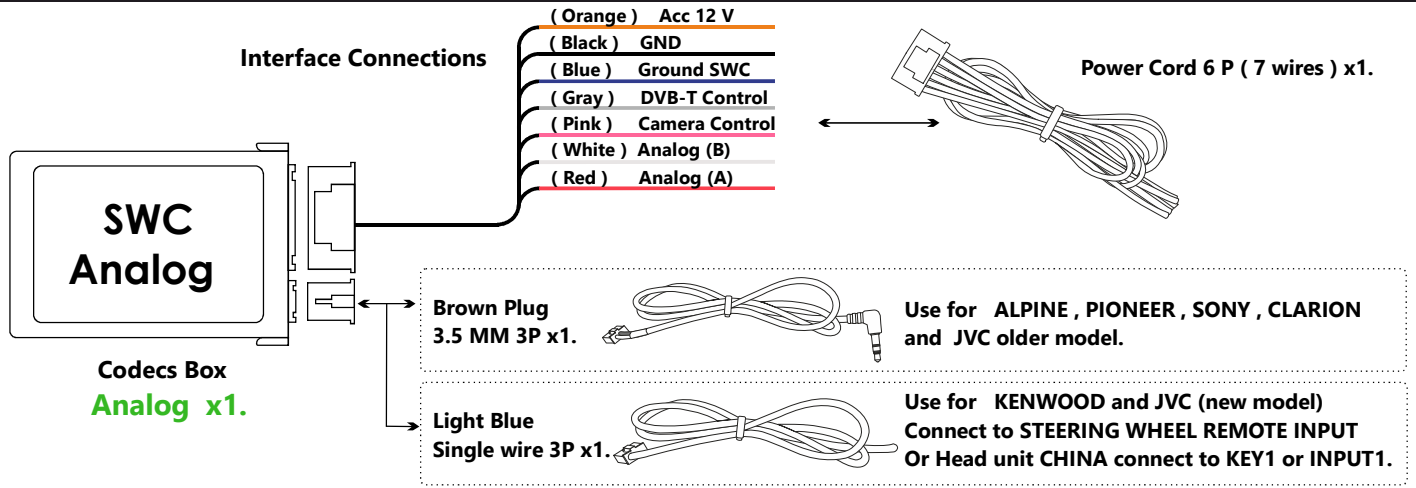 Interface Connections
( Orange ) Acc 12 V
( Black ) GND
( Blue ) Ground SWC
( Gray ) DVB-T Control
( Pink ) Camera Control
( White ) Analog (B)
( Red ) Analog (A)
Power Cord 6 P ( 7 wires ) x1.
SWC
Analog
Codecs Box
Analog x1.
Brown Plug
3.5 MM 3P x1.
Use for ALPINE , PIONEER , SONY , CLARION
and JVC older model.
Light Blue
Single wire 3P x1.
Use for KENWOOD and JVC (new model)
Connect to STEERING WHEEL REMOTE INPUT
Or Head unit CHINA connect to KEY1 or INPUT1.